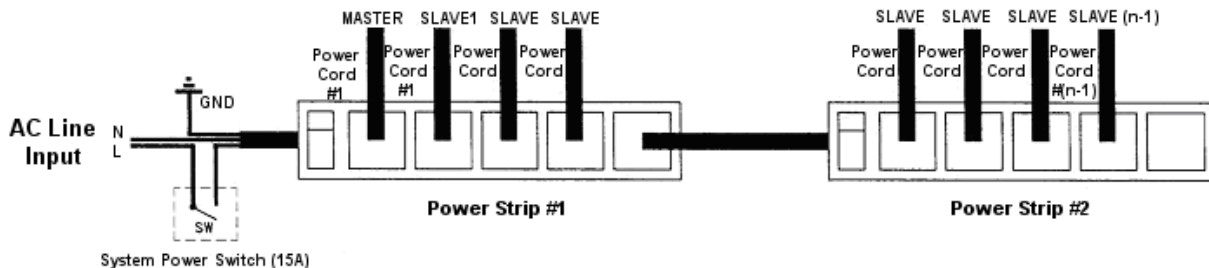 MASTER SLAVE1 SLAVE SLAVE
SLAVE SLAVE SLAVE SLAVE (n-1)
Power Cord #1
Power Cord #1
Power Cord
Power Cord
Power Cord
Power Cord
Power Cord
Power Cord #(n-1)
GND
AC Line Input
N
L
SW
System Power Switch (15A)
Power Strip #1
Power Strip #2